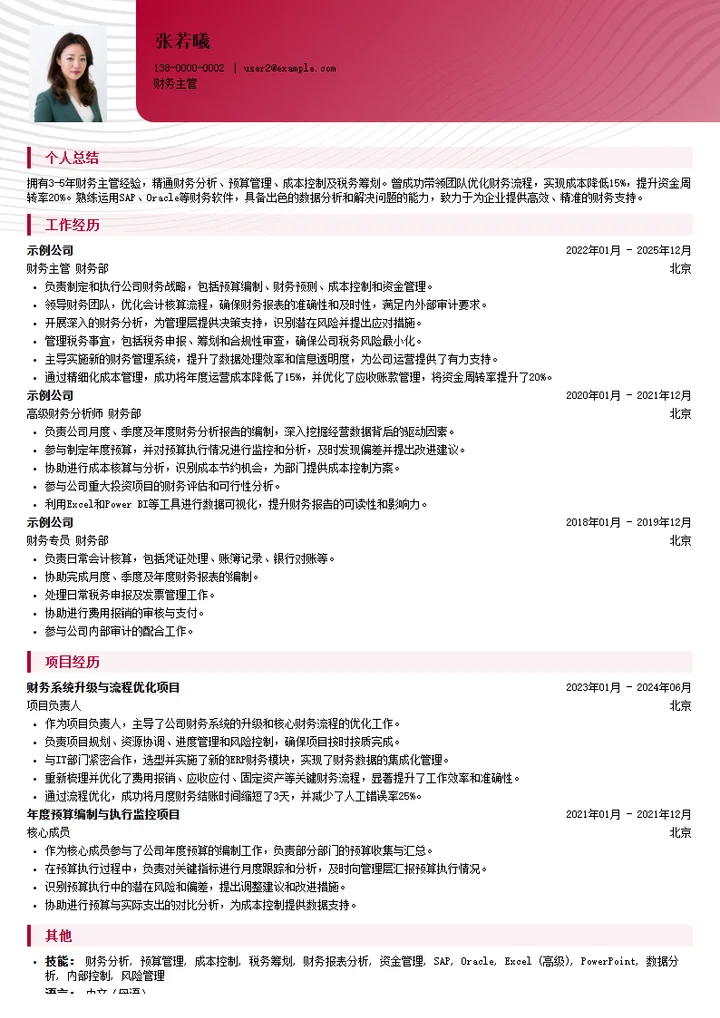 张若曦
138-0000-0002 | user2@example.com
财务主管
个人总结
拥有3-5年财务主管经验，精通财务分析、预算管理、成本控制及税务筹划。曾成功带领团队优化财务流程，实现成本降低15%，提升资金周
转率20%。熟练运用SAP、Oracle等财务软件，具备出色的数据分析和解决问题的能力，致力于为企业提供高效、精准的财务支持。
工作经历
示例公司 2022年01月 - 2025年12月
财务主管 财务部 北京
• 负责制定和执行公司财务战略，包括预算编制、财务预测、成本控制和资金管理。
• 领导财务团队，优化会计核算流程，确保财务报表的准确性和及时性，满足内外部审计要求。
• 开展深入的财务分析，为管理层提供决策支持，识别潜在风险并提出应对措施。
• 管理税务事宜，包括税务申报、筹划和合规性审查，确保公司税务风险最小化。
• 主导实施新的财务管理系统，提升了数据处理效率和信息透明度，为公司运营提供了有力支持。
• 通过精细化成本管理，成功将年度运营成本降低了15%，并优化了应收账款管理，将资金周转率提升了20%。
示例公司 2020年01月 - 2021年12月
高级财务分析师 财务部 北京
• 负责公司月度、季度及年度财务分析报告的编制，深入挖掘经营数据背后的驱动因素。
• 参与制定年度预算，并对预算执行情况进行监控和分析，及时发现偏差并提出改进建议。
• 协助进行成本核算与分析，识别成本节约机会，为部门提供成本控制方案。
• 参与公司重大投资项目的财务评估和可行性分析。
• 利用Excel和Power BI等工具进行数据可视化，提升财务报告的可读性和影响力。
示例公司 2018年01月 - 2019年12月
财务专员 财务部 北京
• 负责日常会计核算，包括凭证处理、账簿记录、银行对账等。
• 协助完成月度、季度及年度财务报表的编制。
• 处理日常税务申报及发票管理工作。
• 协助进行费用报销的审核与支付。
• 参与公司内部审计的配合工作。
项目经历
财务系统升级与流程优化项目 2023年01月 - 2024年06月
项目负责人 北京
• 作为项目负责人，主导了公司财务系统的升级和核心财务流程的优化工作。
• 负责项目规划、资源协调、进度管理和风险控制，确保项目按时按质完成。
• 与IT部门紧密合作，选型并实施了新的ERP财务模块，实现了财务数据的集成化管理。
• 重新梳理并优化了费用报销、应收应付、固定资产等关键财务流程，显著提升了工作效率和准确性。
• 通过流程优化，成功将月度财务结账时间缩短了3天，并减少了人工错误率25%。
年度预算编制与执行监控项目 2021年01月 - 2021年12月
核心成员 北京
• 作为核心成员参与了公司年度预算的编制工作，负责部分部门的预算收集与汇总。
• 在预算执行过程中，负责对关键指标进行月度跟踪和分析，及时向管理层汇报预算执行情况。
• 识别预算执行中的潜在风险和偏差，提出调整建议和改进措施。
• 协助进行预算与实际支出的对比分析，为成本控制提供数据支持。
其他
• 技能： 财务分析, 预算管理, 成本控制, 税务筹划, 财务报表分析, 资金管理, SAP, Oracle, Excel (高级), PowerPoint, 数据分
析, 内部控制, 风险管理